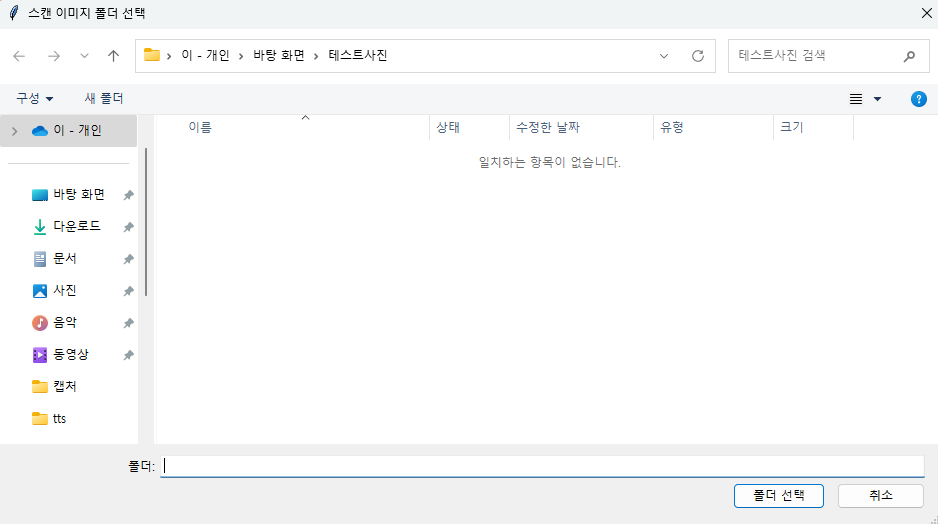 스캔 이미지 폴더 선택
이 - 개인 > 바탕 화면 > 테스트사진
테스트사진 검색
구성
새 폴더
이 - 개인
이름
상태
수정한 날짜
유형
크기
일치하는 항목이 없습니다.
바탕 화면
다운로드
문서
사진
음악
동영상
캡처
tts
폴더:
폴더 선택
취소